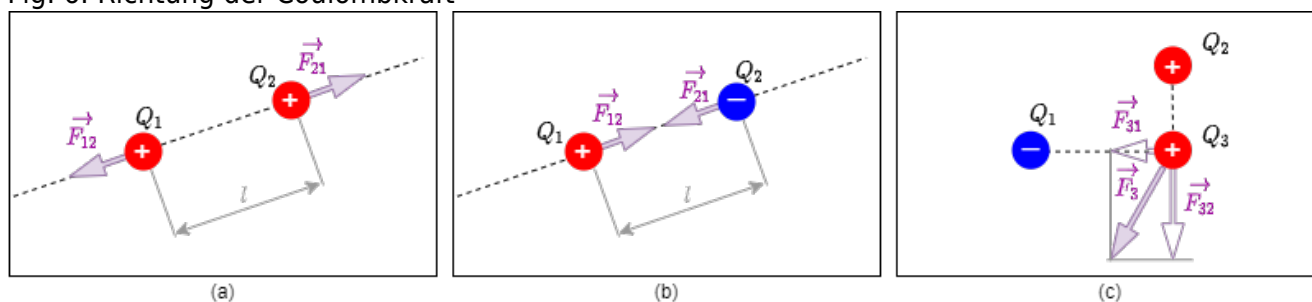 Fig. 6: Richtung der Coulombkraft
Q₁ Q₂ F₁₂ F₂₁ + + l
(a)
Q₁ Q₂ F₁₂ F₂₁ + − l
(b)
Q₂ + Q₁ − F₃₁ + Q₃ F₃ F₃₂
(c)